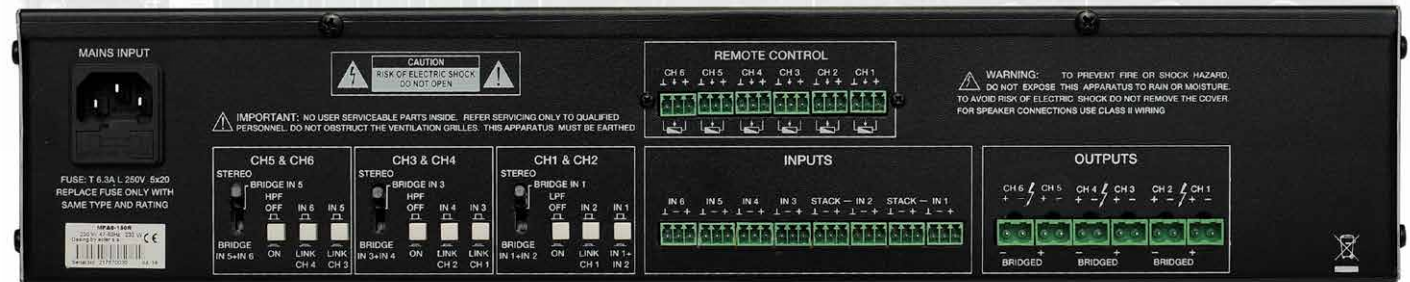 MAINS INPUT
FUSE: T 6.3A L 250V 5x20
REPLACE FUSE ONLY WITH
SAME TYPE AND RATING
MPA6-150R
CAUTION
RISK OF ELECTRIC SHOCK
DO NOT OPEN
IMPORTANT: NO USER SERVICEABLE PARTS INSIDE. REFER SERVICING ONLY TO QUALIFIED
PERSONNEL. DO NOT OBSTRUCT THE VENTILATION GRILLES. THIS APPARATUS MUST BE EARTHED
REMOTE CONTROL
CH 6 CH 5 CH 4 CH 3 CH 2 CH 1
WARNING: TO PREVENT FIRE OR SHOCK HAZARD,
DO NOT EXPOSE THIS APPARATUS TO RAIN OR MOISTURE.
TO AVOID RISK OF ELECTRIC SHOCK DO NOT REMOVE THE COVER.
FOR SPEAKER CONNECTIONS USE CLASS II WIRING
CH5 & CH6
STEREO
BRIDGE IN 5
HPF
OFF IN 6 IN 5
BRIDGE ON LINK LINK
IN 5+IN 6 CH 4 CH 3
CH3 & CH4
STEREO
BRIDGE IN 3
HPF
OFF IN 4 IN 3
BRIDGE ON LINK LINK
IN 3+IN 4 CH 2 CH 1
CH1 & CH2
STEREO
BRIDGE IN 1
LPF
OFF IN 2 IN 1
BRIDGE ON LINK IN 1+
IN 1+IN 2 CH 1 IN 2
INPUTS
IN 6 IN 5 IN 4 IN 3 STACK — IN 2 STACK — IN 1
OUTPUTS
CH 6 CH 5 CH 4 CH 3 CH 2 CH 1
+ - + - + - + - + - + -
- + - + - +
BRIDGED BRIDGED BRIDGED